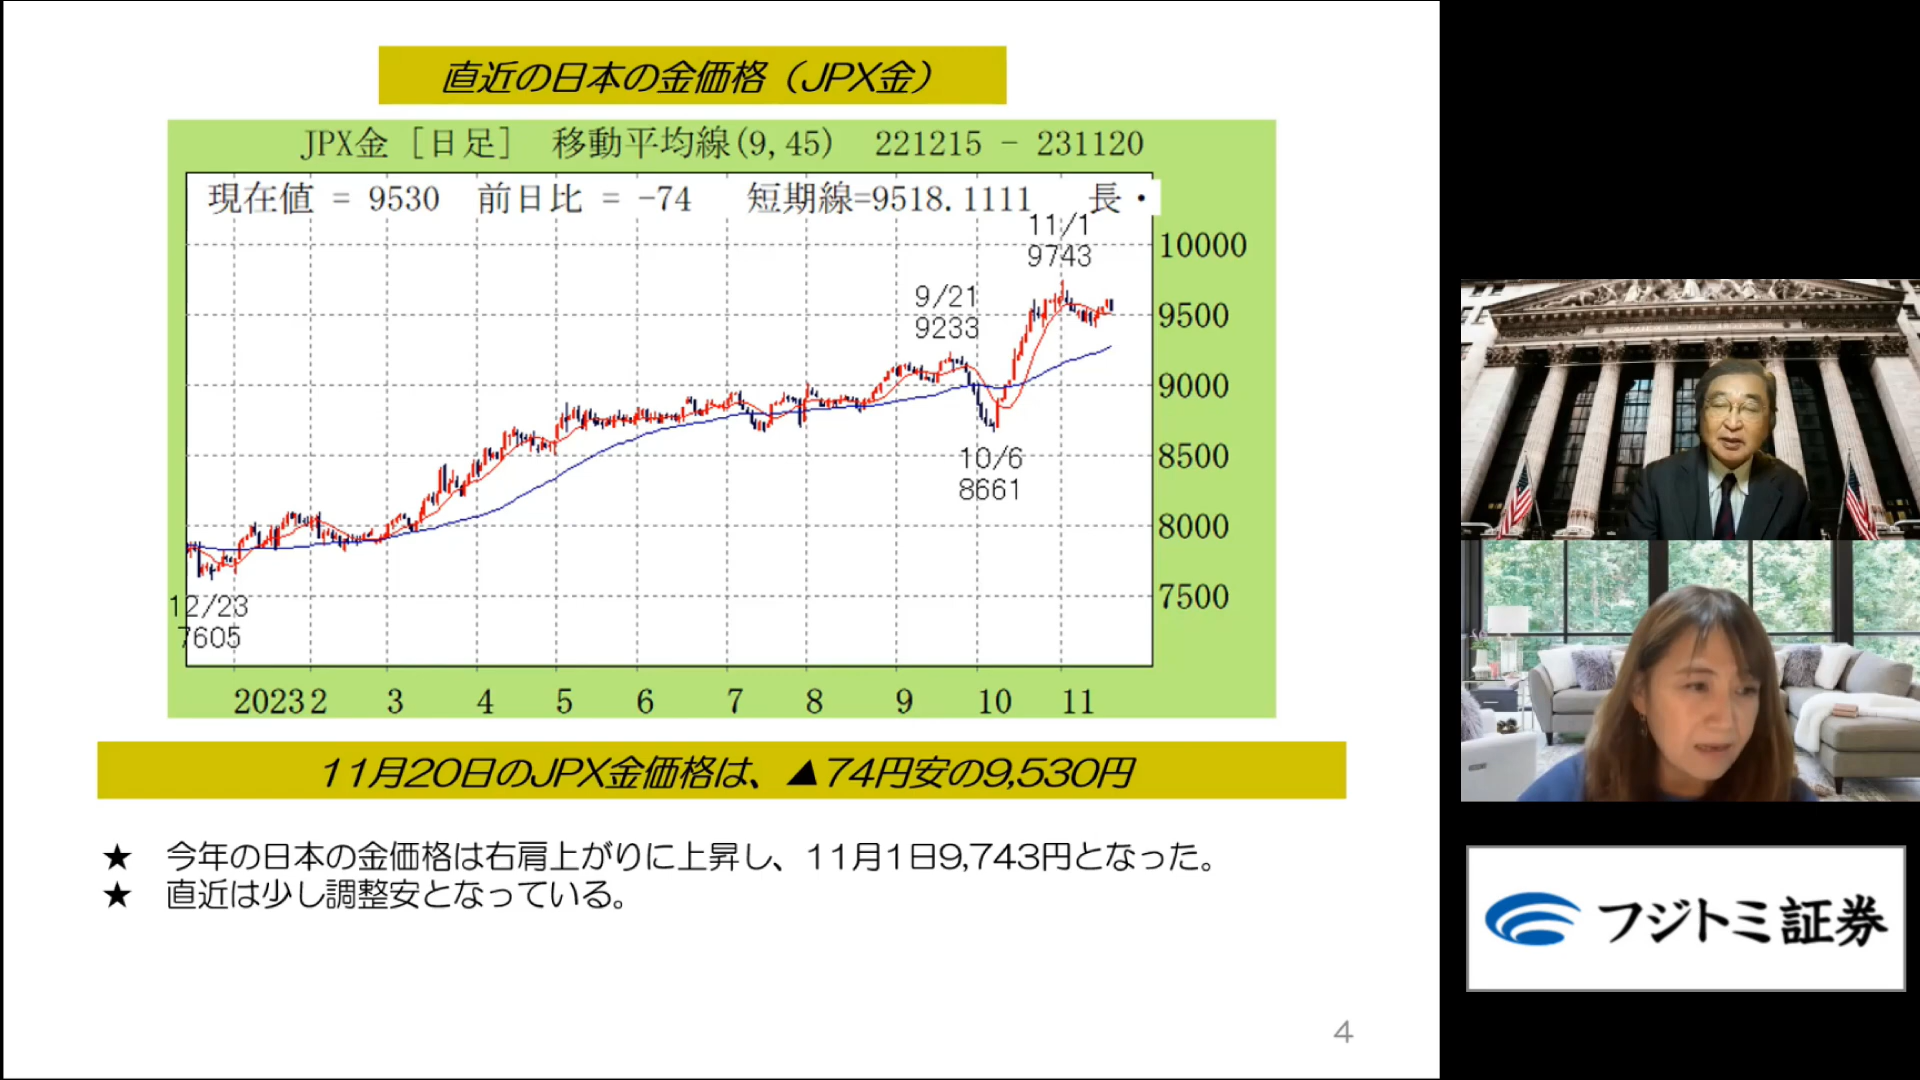 直近の日本の金価格（JPX金）
JPX金［日足］ 移動平均線(9,45) 221215 - 231120
現在値 = 9530 前日比 = -74 短期線=9518.1111 長・
11/1
9743
9/21
9233
10/6
8661
12/23
7605
10000
9500
9000
8500
8000
7500
2023 2 3 4 5 6 7 8 9 10 11
11月20日のJPX金価格は、▲74円安の9,530円
★ 今年の日本の金価格は右肩上がりに上昇し、11月1日9,743円となった。
★ 直近は少し調整安となっている。
4
フジトミ証券